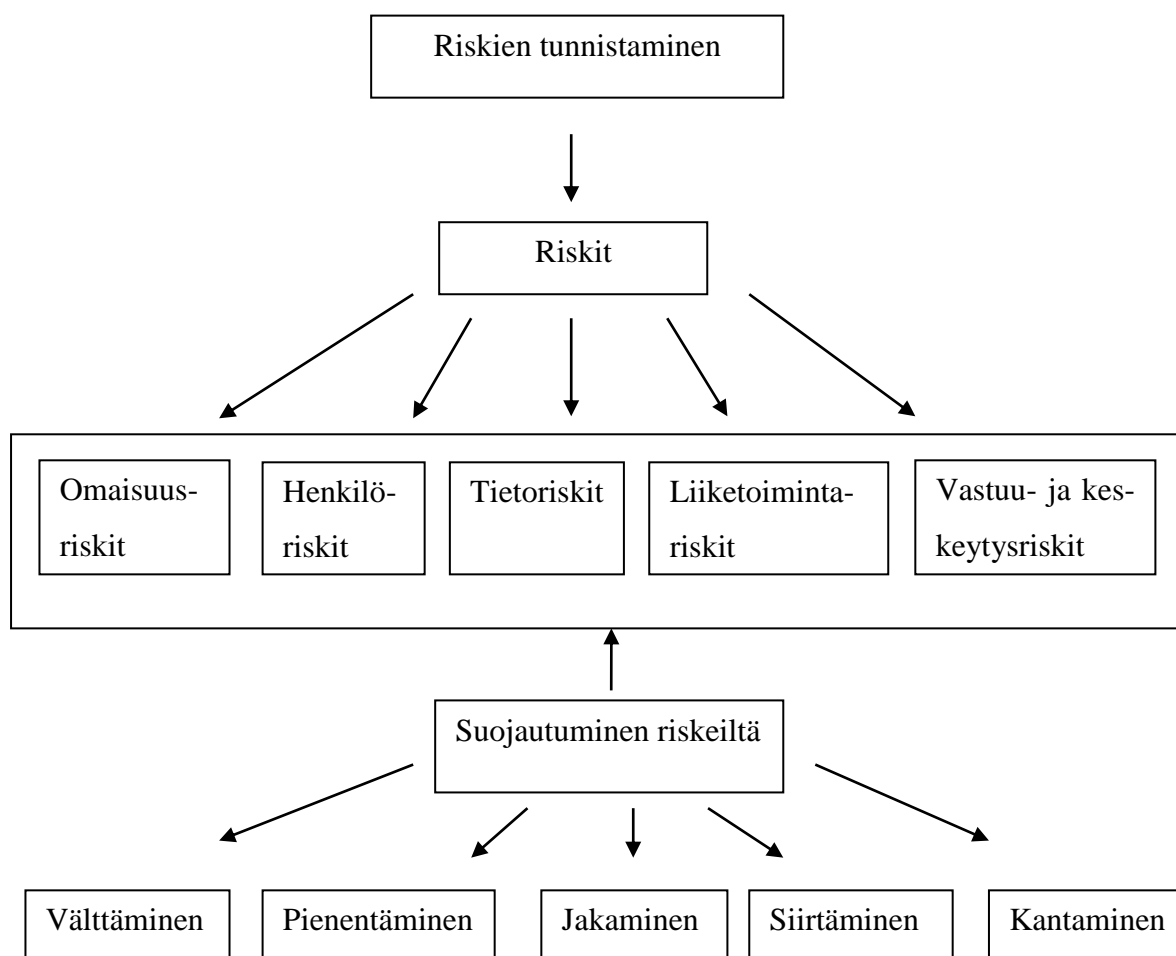 Riskien tunnistaminen
Riskit
Omaisuus-
riskit
Henkilö-
riskit
Tietoriskit
Liiketoiminta-
riskit
Vastuu- ja kes-
keytysriskit
Suojautuminen riskeiltä
Välttäminen
Pienentäminen
Jakaminen
Siirtäminen
Kantaminen